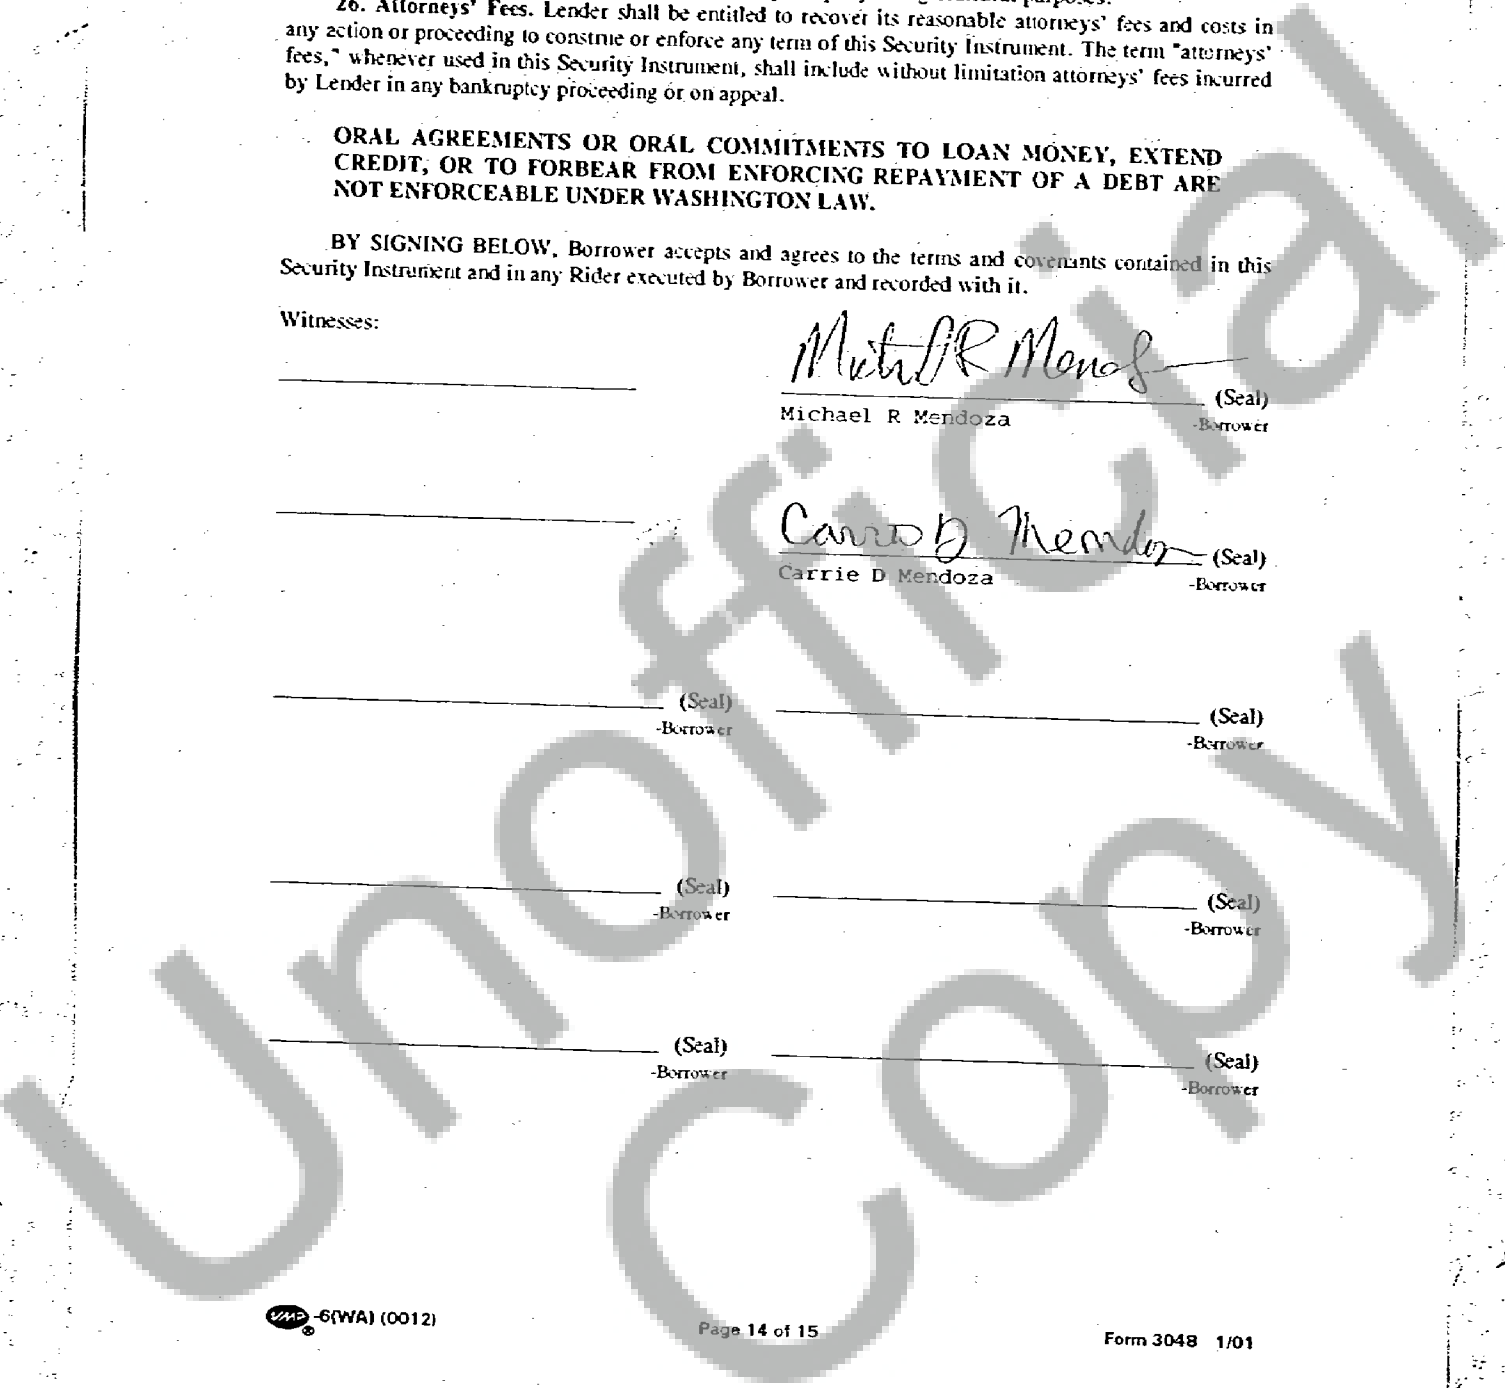 26. Attorneys' Fees. Lender shall be entitled to recover its reasonable attorneys' fees and costs in
any action or proceeding to construe or enforce any term of this Security Instrument. The term "attorneys'
fees," whenever used in this Security Instrument, shall include without limitation attorneys' fees incurred
by Lender in any bankruptcy proceeding or on appeal.
ORAL AGREEMENTS OR ORAL COMMITMENTS TO LOAN MONEY, EXTEND
CREDIT, OR TO FORBEAR FROM ENFORCING REPAYMENT OF A DEBT ARE
NOT ENFORCEABLE UNDER WASHINGTON LAW.
BY SIGNING BELOW, Borrower accepts and agrees to the terms and covenants contained in this
Security Instrument and in any Rider executed by Borrower and recorded with it.
Witnesses:
(Seal)
Michael R Mendoza -Borrower
Carrie D Mendoza (Seal)
Carrie D Mendoza -Borrower
(Seal) (Seal)
-Borrower -Borrower
(Seal) (Seal)
-Borrower -Borrower
(Seal) (Seal)
-Borrower -Borrower
VMP -6(WA) (0012) Page 14 of 15 Form 3048 1/01
®
Unofficial
Copy